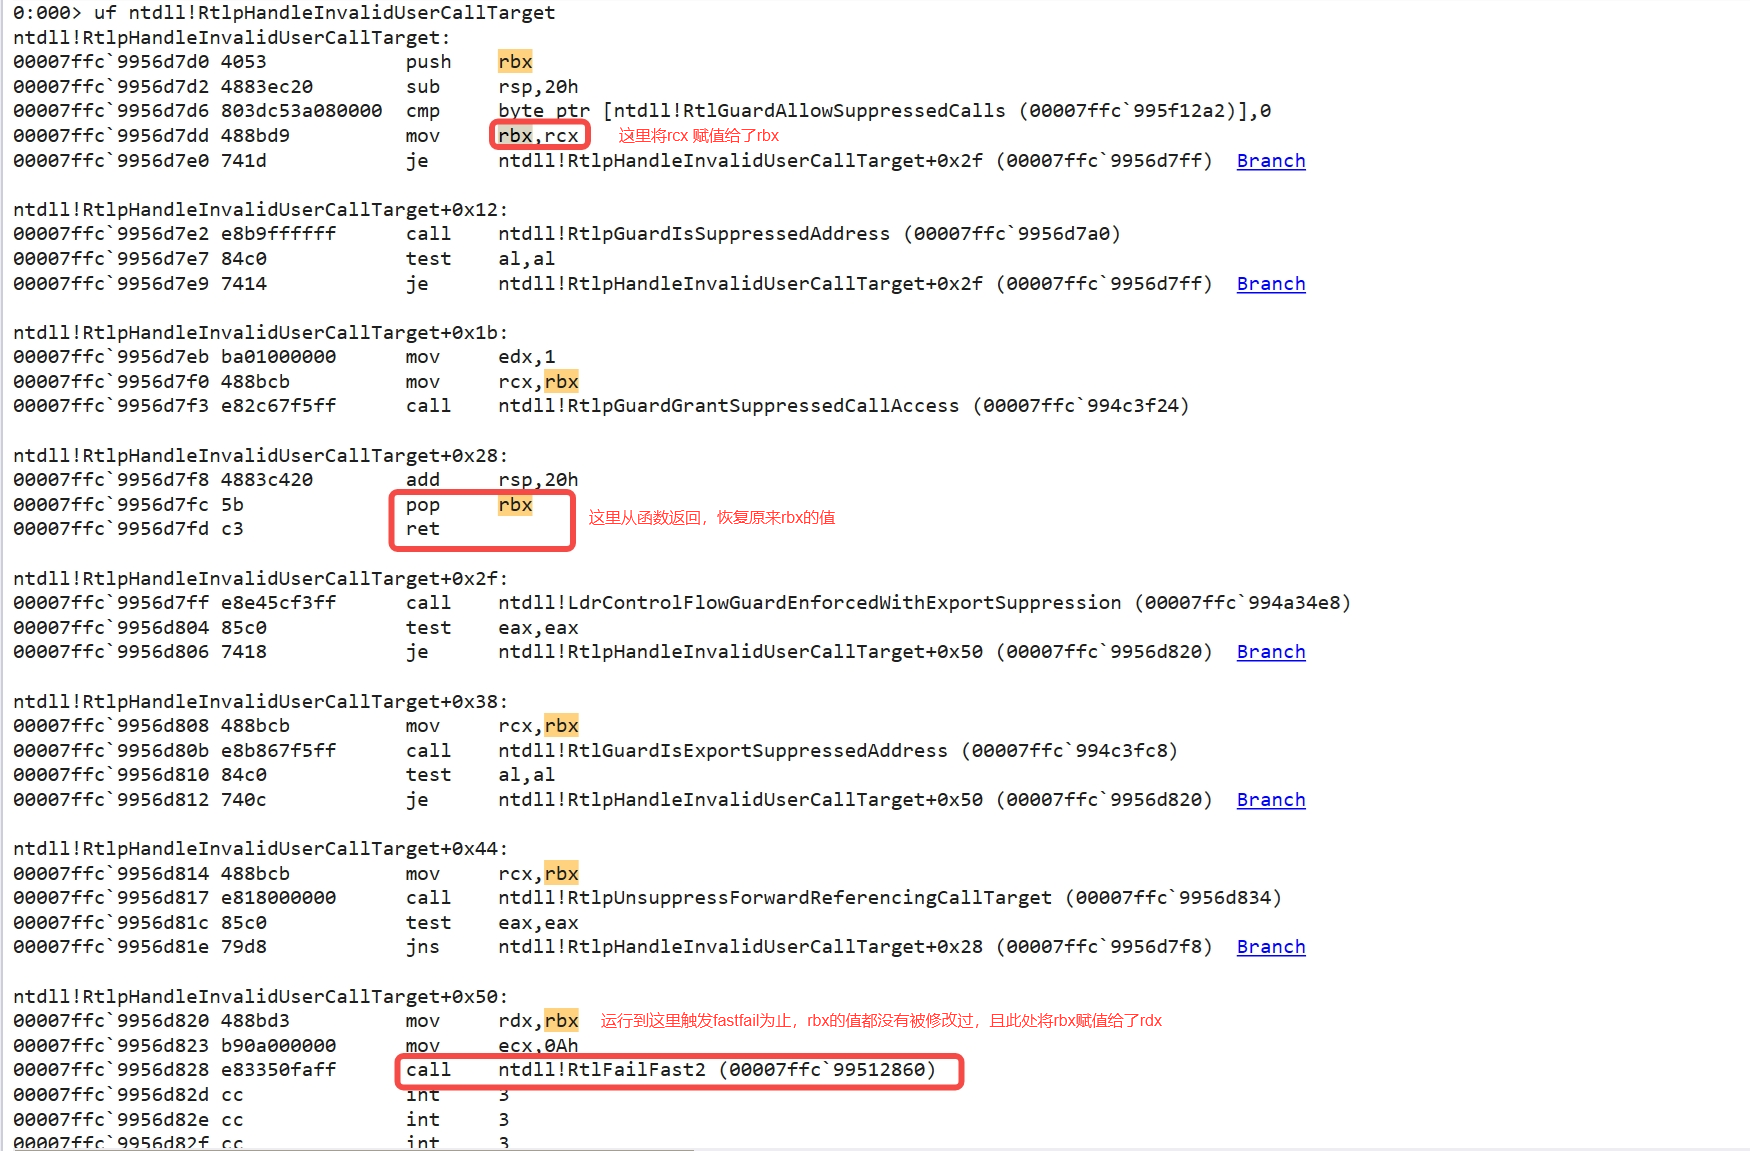 0:000> uf ntdll!RtlpHandleInvalidUserCallTarget
ntdll!RtlpHandleInvalidUserCallTarget:
00007ffc`9956d7d0 4053 push rbx
00007ffc`9956d7d2 4883ec20 sub rsp,20h
00007ffc`9956d7d6 803dc53a080000 cmp byte ptr [ntdll!RtlGuardAllowSuppressedCalls (00007ffc`995f12a2)],0
00007ffc`9956d7dd 488bd9 mov rbx,rcx 这里将rcx 赋值给了rbx
00007ffc`9956d7e0 741d je ntdll!RtlpHandleInvalidUserCallTarget+0x2f (00007ffc`9956d7ff) Branch
ntdll!RtlpHandleInvalidUserCallTarget+0x12:
00007ffc`9956d7e2 e8b9ffffff call ntdll!RtlpGuardIsSuppressedAddress (00007ffc`9956d7a0)
00007ffc`9956d7e7 84c0 test al,al
00007ffc`9956d7e9 7414 je ntdll!RtlpHandleInvalidUserCallTarget+0x2f (00007ffc`9956d7ff) Branch
ntdll!RtlpHandleInvalidUserCallTarget+0x1b:
00007ffc`9956d7eb ba01000000 mov edx,1
00007ffc`9956d7f0 488bcb mov rcx,rbx
00007ffc`9956d7f3 e82c67f5ff call ntdll!RtlpGuardGrantSuppressedCallAccess (00007ffc`994c3f24)
ntdll!RtlpHandleInvalidUserCallTarget+0x28:
00007ffc`9956d7f8 4883c420 add rsp,20h
00007ffc`9956d7fc 5b pop rbx
这里从函数返回，恢复原来rbx的值
00007ffc`9956d7fd c3 ret
ntdll!RtlpHandleInvalidUserCallTarget+0x2f:
00007ffc`9956d7ff e8e45cf3ff call ntdll!LdrControlFlowGuardEnforcedWithExportSuppression (00007ffc`994a34e8)
00007ffc`9956d804 85c0 test eax,eax
00007ffc`9956d806 7418 je ntdll!RtlpHandleInvalidUserCallTarget+0x50 (00007ffc`9956d820) Branch
ntdll!RtlpHandleInvalidUserCallTarget+0x38:
00007ffc`9956d808 488bcb mov rcx,rbx
00007ffc`9956d80b e8b867f5ff call ntdll!RtlGuardIsExportSuppressedAddress (00007ffc`994c3fc8)
00007ffc`9956d810 84c0 test al,al
00007ffc`9956d812 740c je ntdll!RtlpHandleInvalidUserCallTarget+0x50 (00007ffc`9956d820) Branch
ntdll!RtlpHandleInvalidUserCallTarget+0x44:
00007ffc`9956d814 488bcb mov rcx,rbx
00007ffc`9956d817 e818000000 call ntdll!RtlpUnsuppressForwardReferencingCallTarget (00007ffc`9956d834)
00007ffc`9956d81c 85c0 test eax,eax
00007ffc`9956d81e 79d8 jns ntdll!RtlpHandleInvalidUserCallTarget+0x28 (00007ffc`9956d7f8) Branch
ntdll!RtlpHandleInvalidUserCallTarget+0x50:
00007ffc`9956d820 488bd3 mov rdx,rbx 运行到这里触发fastfail为止，rbx的值都没有被修改过，且此处将rbx赋值给了rdx
00007ffc`9956d823 b90a000000 mov ecx,0Ah
00007ffc`9956d828 e83350faff call ntdll!RtlFailFast2 (00007ffc`99512860)
00007ffc`9956d82d cc int 3
00007ffc`9956d82e cc int 3
00007ffc`9956d82f cc int 3